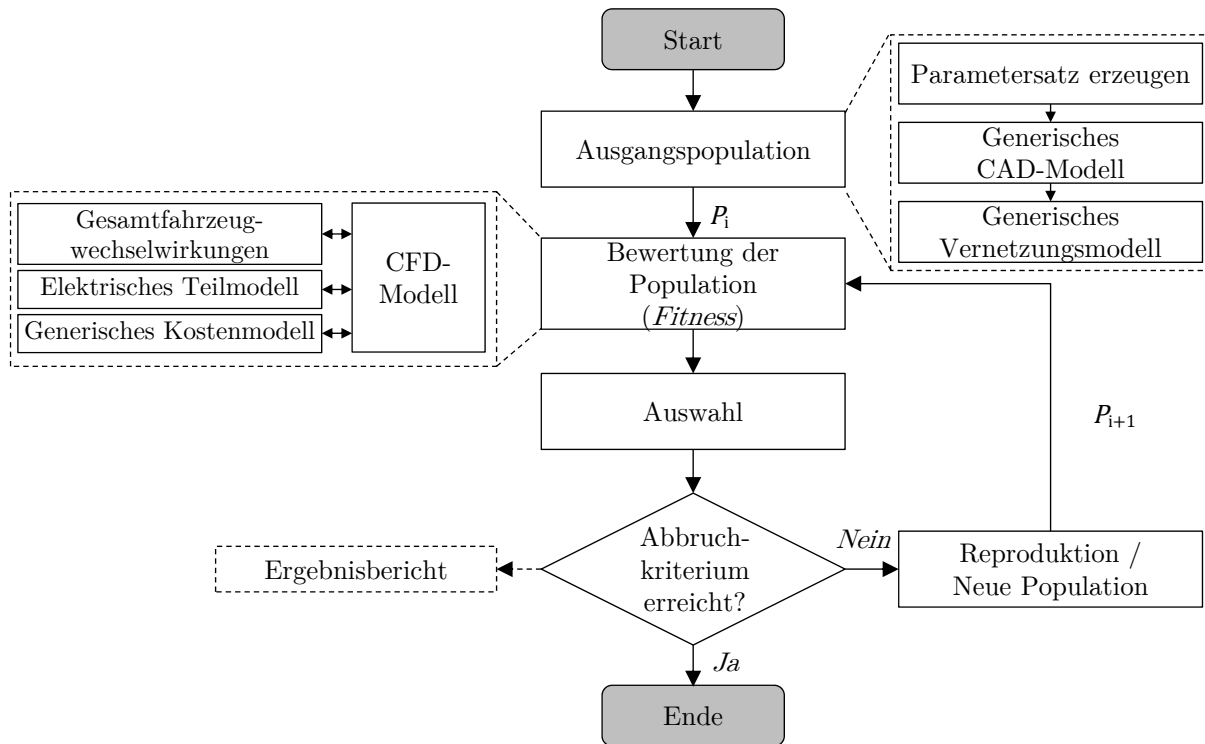 Start
Parametersatz erzeugen
Ausgangspopulation
Generisches
CAD-Modell
Generisches
Vernetzungsmodell
P_i
Gesamtfahrzeug-
wechselwirkungen
Elektrisches Teilmodell
Generisches Kostenmodell
CFD-
Modell
Bewertung der
Population
(Fitness)
Auswahl
P_{i+1}
Abbruch-
kriterium
erreicht?
Nein
Reproduktion /
Neue Population
Ergebnisbericht
Ja
Ende